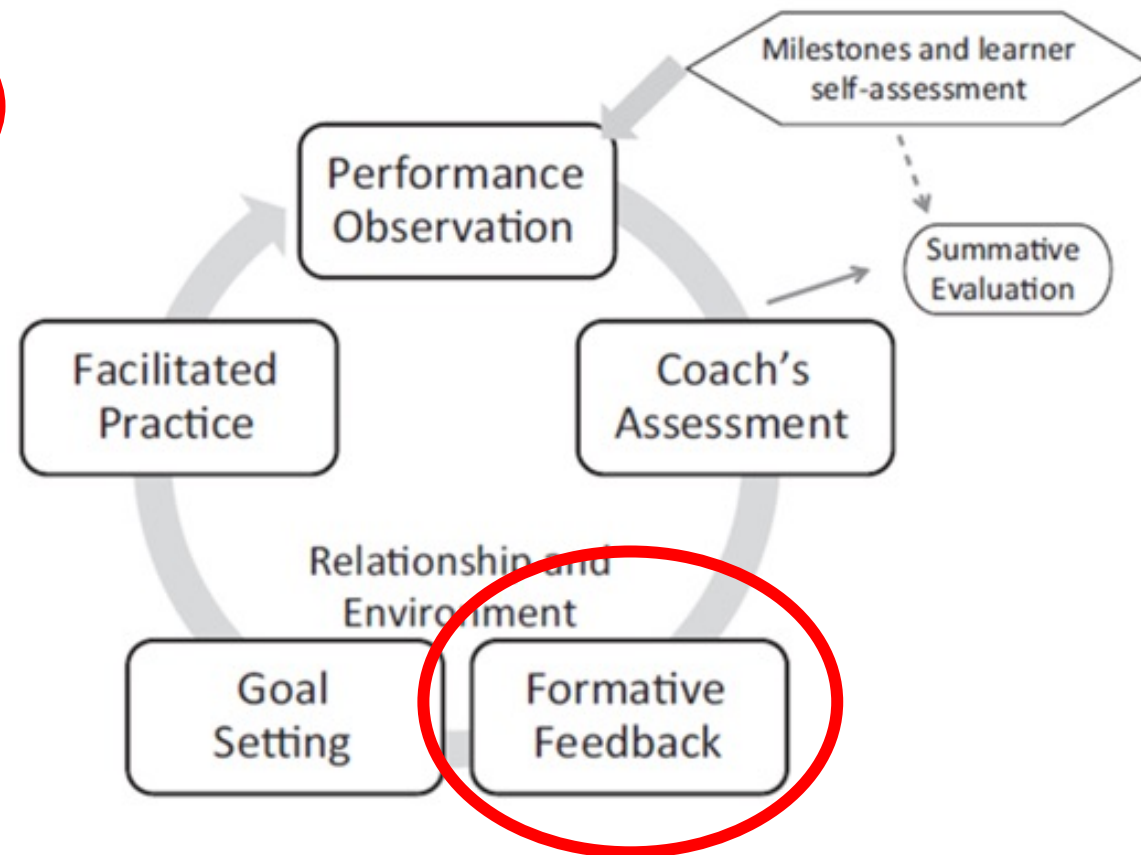 Milestones and learner
self-assessment
Performance
Observation
Summative
Evaluation
Facilitated
Practice
Coach's
Assessment
Relationship and
Environment
Goal
Setting
Formative
Feedback